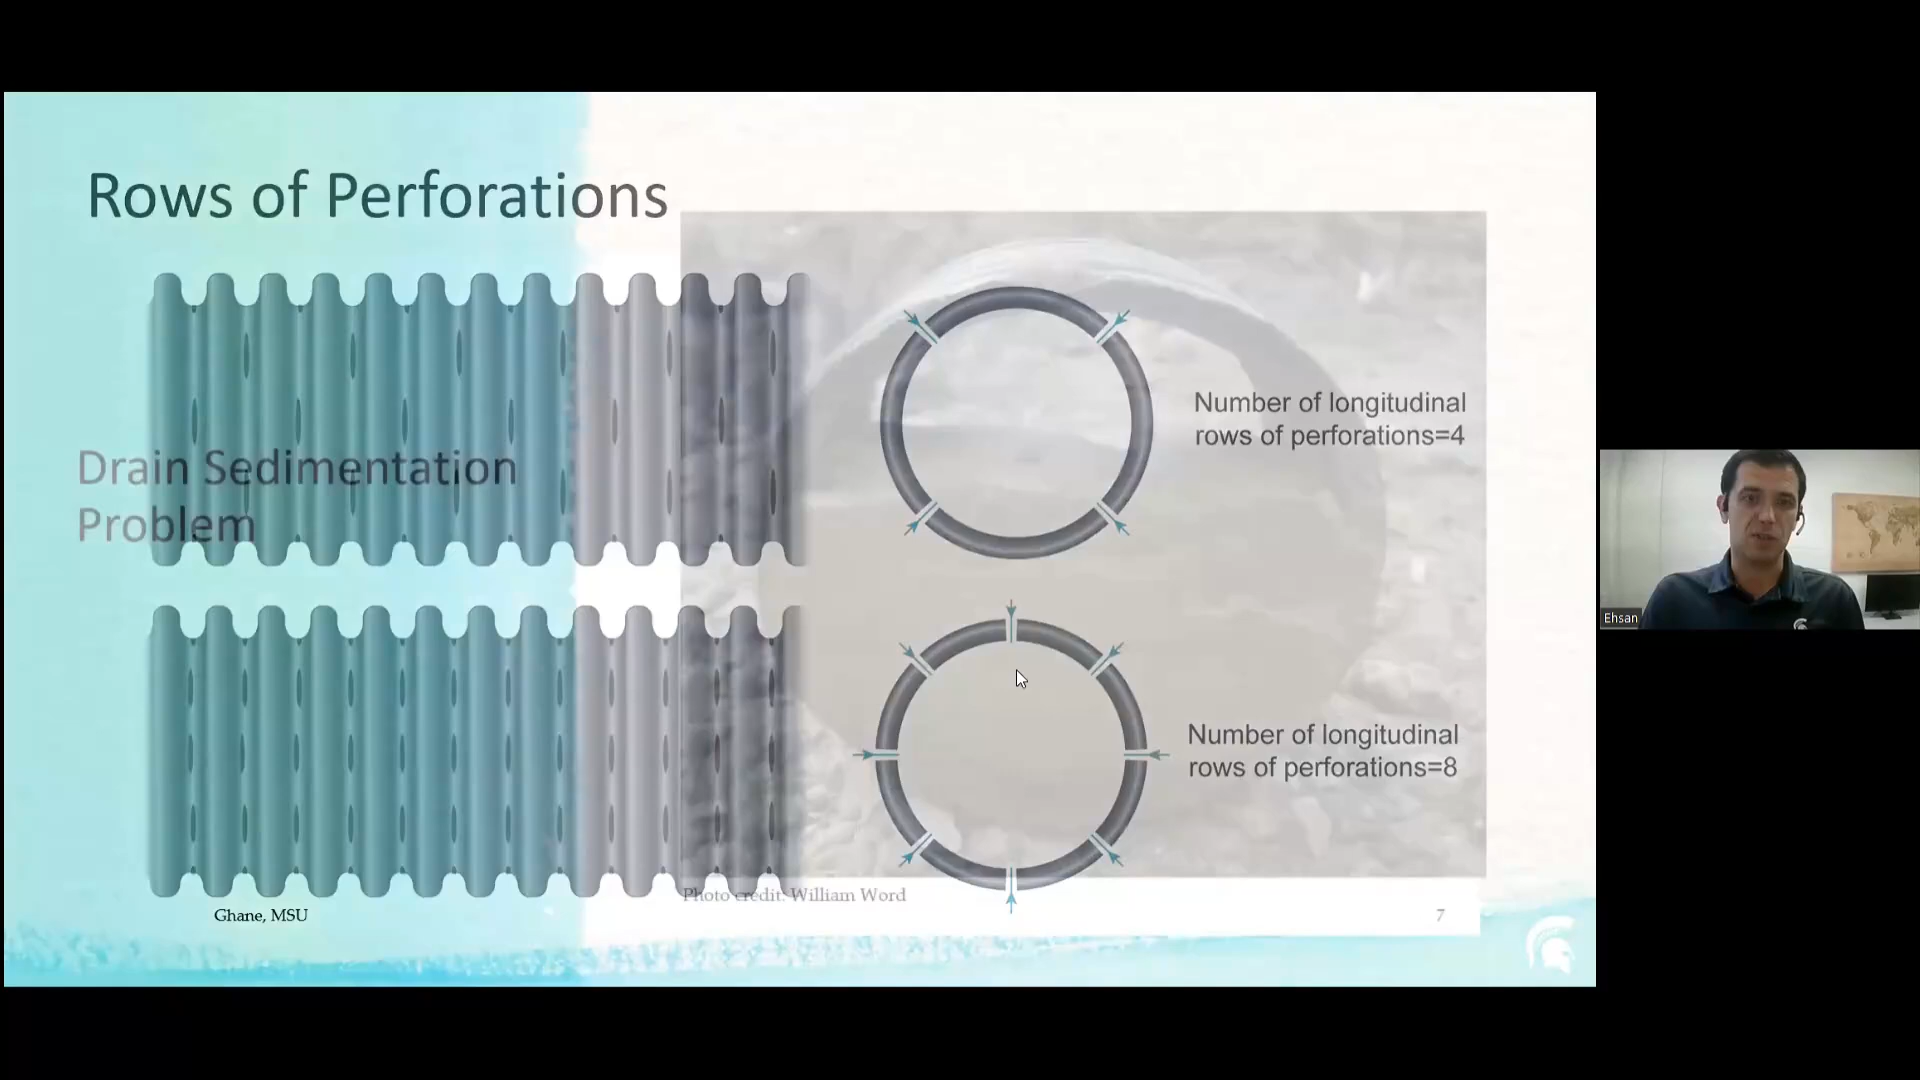 Rows of Perforations
Number of longitudinal
rows of perforations=4
Drain Sedimentation
Problem
Number of longitudinal
rows of perforations=8
Photo credit: William Word
Ghane, MSU
7
Ehsan